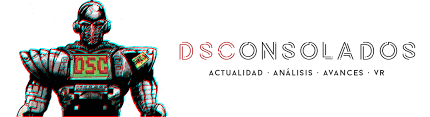 DSC
DSCONSOLADOS
ACTUALIDAD · ANÁLISIS · AVANCES · VR